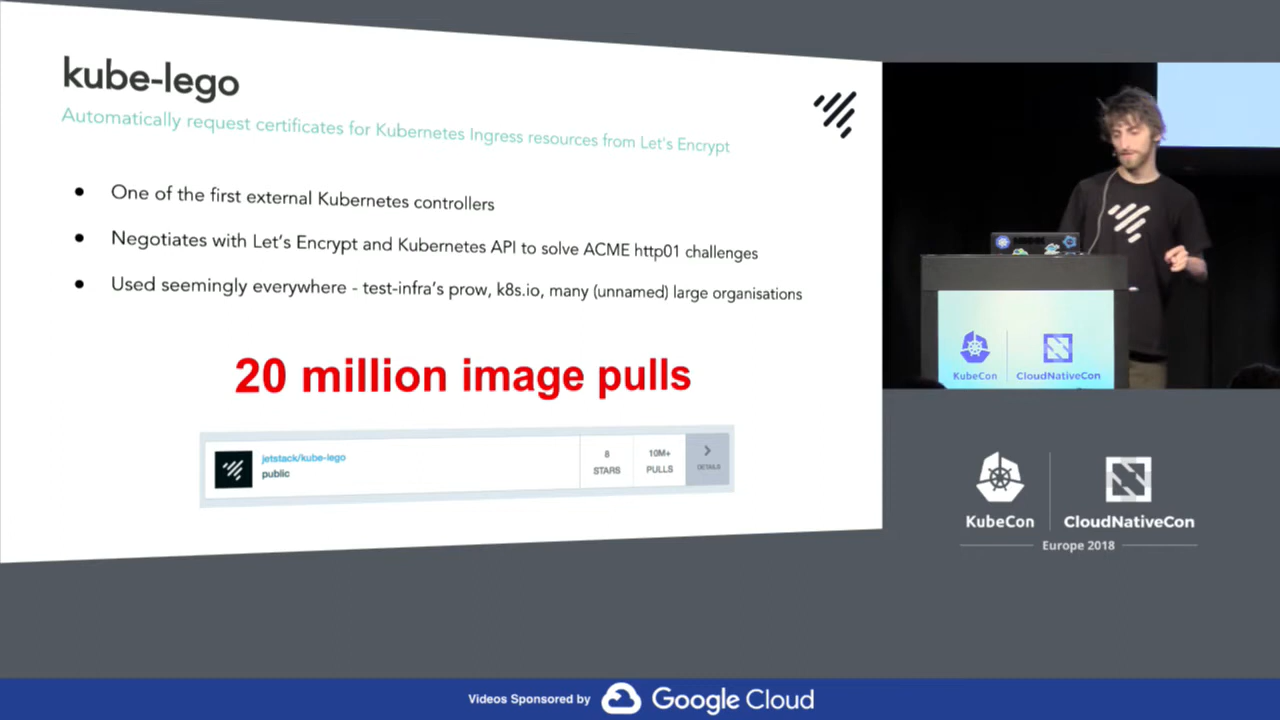 kube-lego
Automatically request certificates for Kubernetes Ingress resources from Let's Encrypt
One of the first external Kubernetes controllers
Negotiates with Let's Encrypt and Kubernetes API to solve ACME http01 challenges
Used seemingly everywhere - test-infra's prow, k8s.io, many (unnamed) large organisations
20 million image pulls
jetstack/kube-lego
public
8
STARS
10M+
PULLS
DETAILS
KubeCon
CloudNativeCon
KubeCon
CloudNativeCon
Europe 2018
Videos Sponsored by
Google Cloud